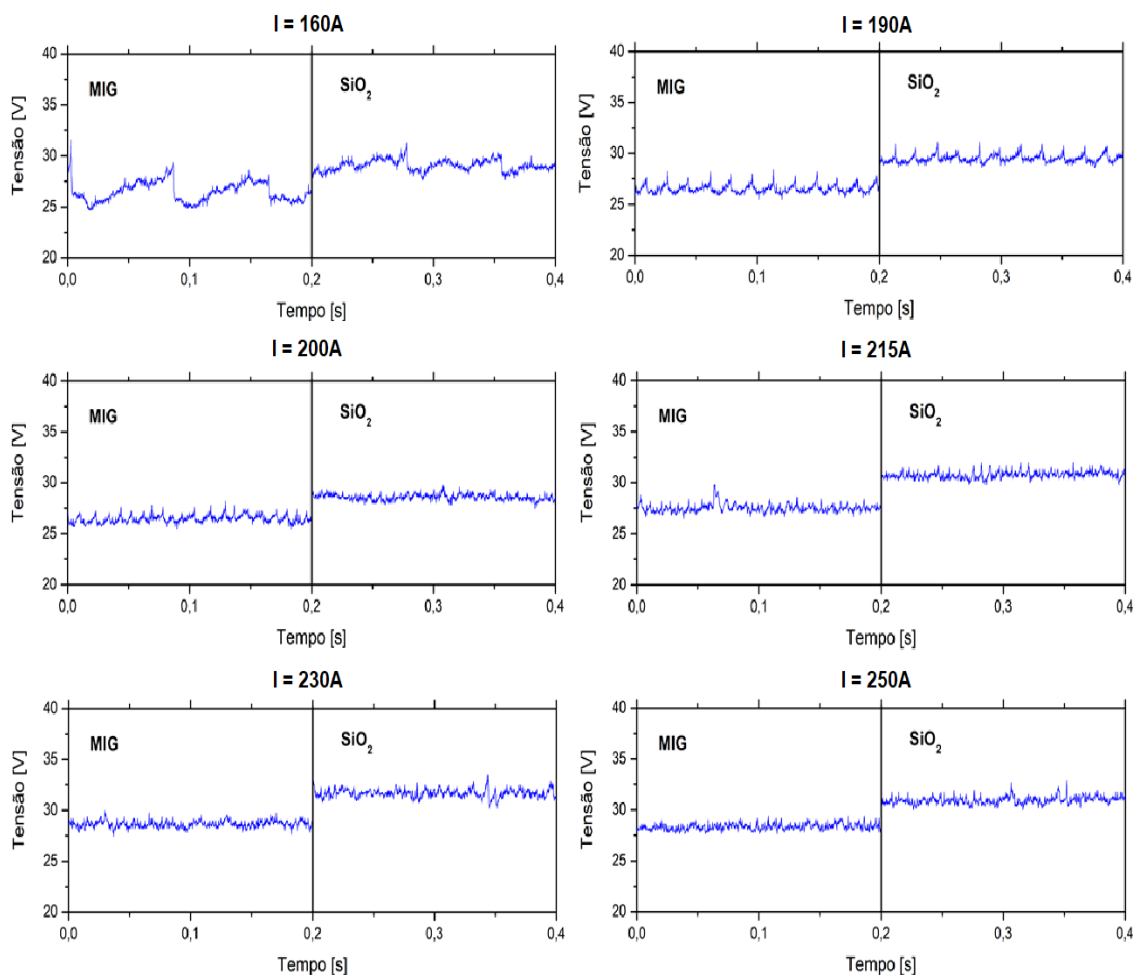 I = 160A
Tensão [V]
40
35
30
25
20
MIG
SiO₂
0,0
0,1
0,2
0,3
0,4
Tempo [s]
I = 190A
Tensão [V]
40
35
30
25
20
MIG
SiO₂
0,0
0,1
0,2
0,3
0,4
Tempo [s]
I = 200A
Tensão [V]
40
35
30
25
20
MIG
SiO₂
0,0
0,1
0,2
0,3
0,4
Tempo [s]
I = 215A
Tensão [V]
40
35
30
25
20
MIG
SiO₂
0,0
0,1
0,2
0,3
0,4
Tempo [s]
I = 230A
Tensão [V]
40
35
30
25
20
MIG
SiO₂
0,0
0,1
0,2
0,3
0,4
Tempo [s]
I = 250A
Tensão [V]
40
35
30
25
20
MIG
SiO₂
0,0
0,1
0,2
0,3
0,4
Tempo [s]